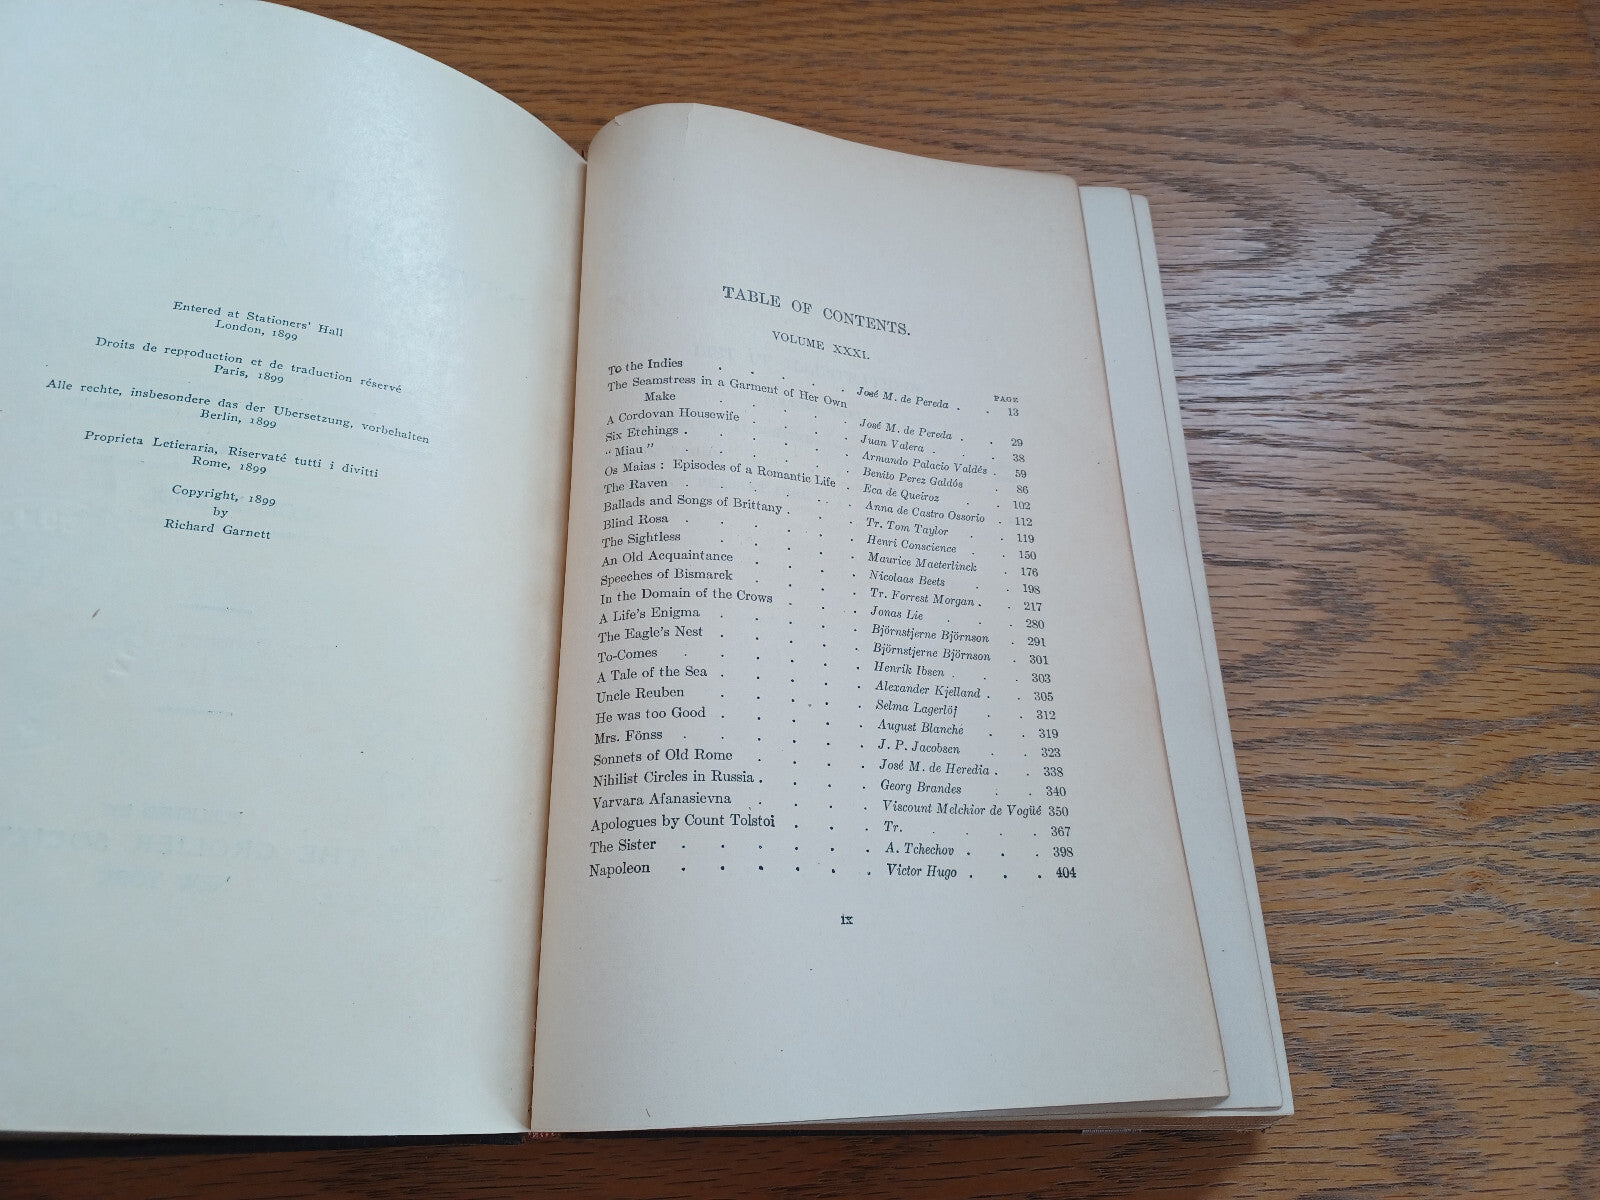 Entered at Stationers' Hall
London, 1899
Droits de reproduction et de traduction réservé
Paris, 1899
Alle rechte, insbesondere das der Ubersetzung, vorbehalten
Berlin, 1899
Proprieta Letieraria, Riservaté tutti i divitti
Rome, 1899
Copyright, 1899
by
Richard Garnett
TABLE OF CONTENTS.
VOLUME XXXI.
PAGE
To the Indies . . . . . José M. de Pereda . . 13
The Seamstress in a Garment of Her Own
Make . . . . . José M. de Pereda . . 29
A Cordovan Housewife . . . . Juan Valera . . 38
Six Etchings . . . . . Armando Palacio Valdés . 59
"Miau" . . . . . Benito Perez Galdós . 86
Os Maias: Episodes of a Romantic Life . Eca de Queiroz . . 102
The Raven . . . . . Anna de Castro Ossorio . 112
Ballads and Songs of Brittany . . . Tr. Tom Taylor . . 119
Blind Rosa . . . . . Henri Conscience . . 150
The Sightless . . . . . Maurice Maeterlinck . 176
An Old Acquaintance . . . . Nicolaas Beets . . 198
Speeches of Bismarck . . . . Tr. Forrest Morgan . . 217
In the Domain of the Crows . . . Jonas Lie . . . 280
A Life's Enigma . . . . . Björnstjerne Björnson . 291
The Eagle's Nest . . . . . Björnstjerne Björnson . 301
To-Comes . . . . . Henrik Ibsen . . . 303
A Tale of the Sea . . . . . Alexander Kjelland . . 305
Uncle Reuben . . . . . Selma Lagerlöf . . 312
He was too Good . . . . . August Blanché . . 319
Mrs. Fönss . . . . . J. P. Jacobsen . . 323
Sonnets of Old Rome . . . . José M. de Heredia . . 338
Nihilist Circles in Russia . . . . Georg Brandes . . 340
Varvara Afanasievna . . . . Viscount Melchior de Vogüé 350
Apologues by Count Tolstoi . . . Tr. . . . . 367
The Sister . . . . . . A. Tchechov . . . 398
Napoleon . . . . . . Victor Hugo . . . 404
ix